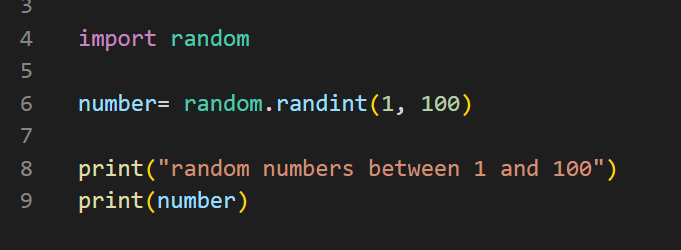 3
4 import random
5
6 number= random.randint(1, 100)
7
8 print("random numbers between 1 and 100")
9 print(number)